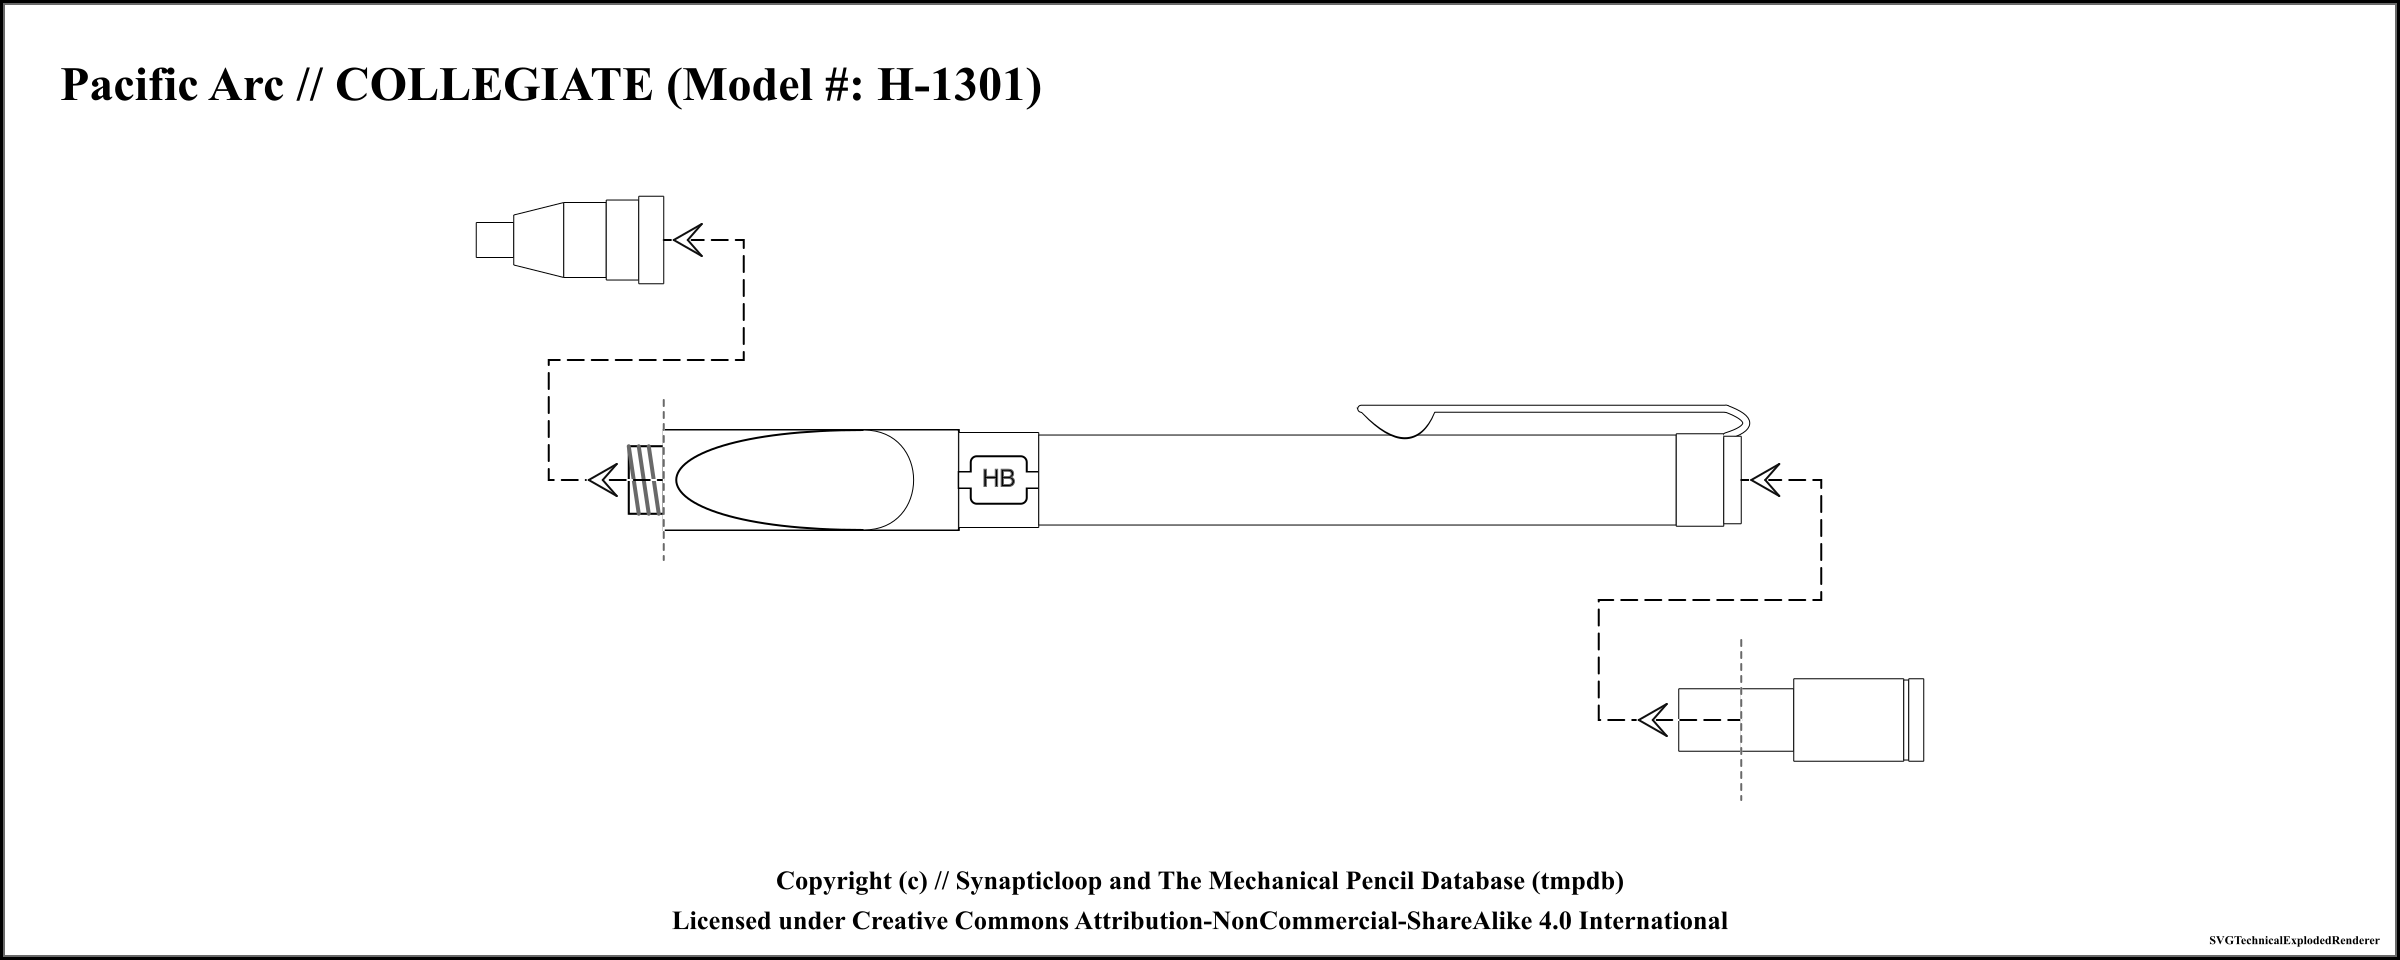 Pacific Arc // COLLEGIATE (Model #: H-1301)
HB
Copyright (c) // Synapticloop and The Mechanical Pencil Database (tmpdb)
Licensed under Creative Commons Attribution-NonCommercial-ShareAlike 4.0 International
SVGTechnicalExplodedRenderer